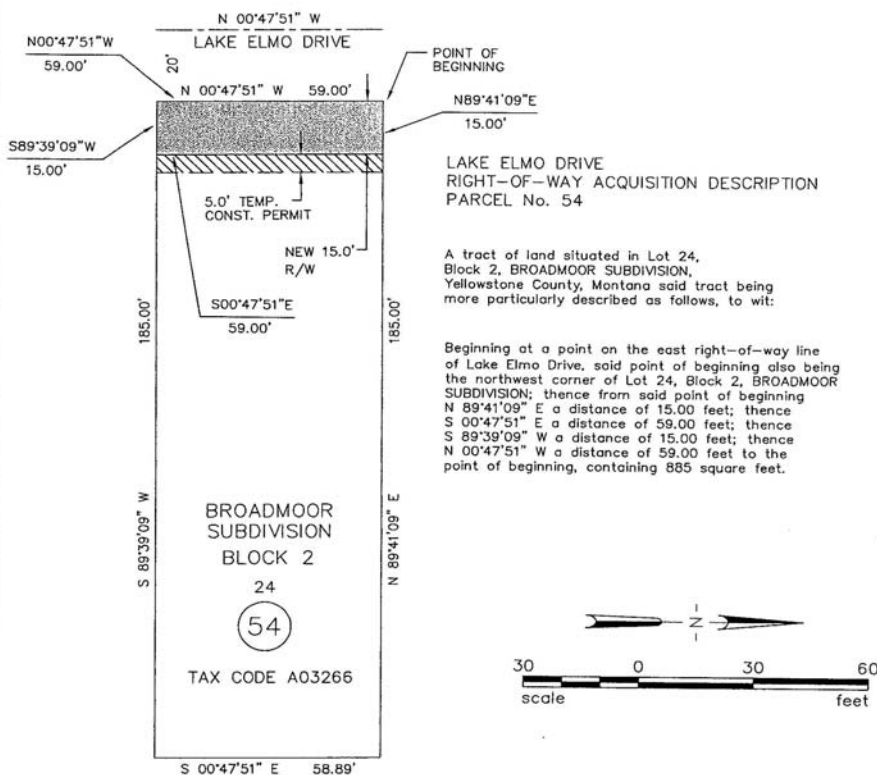 N 00°47'51" W
LAKE ELMO DRIVE
N00°47'51"W
59.00'
20'
POINT OF
BEGINNING
N 00°47'51" W 59.00'
N89°41'09"E
15.00'
S89°39'09"W
15.00'
LAKE ELMO DRIVE
RIGHT-OF-WAY ACQUISITION DESCRIPTION
PARCEL No. 54
5.0' TEMP.
CONST. PERMIT
NEW 15.0'
R/W
S00°47'51"E
59.00'
185.00'
185.00'
A tract of land situated in Lot 24,
Block 2, BROADMOOR SUBDIVISION,
Yellowstone County, Montana said tract being
more particularly described as follows, to wit:
Beginning at a point on the east right-of-way line
of Lake Elmo Drive, said point of beginning also being
the northwest corner of Lot 24, Block 2, BROADMOOR
SUBDIVISION; thence from said point of beginning
N 89°41'09" E a distance of 15.00 feet; thence
S 00°47'51" E a distance of 59.00 feet; thence
S 89°39'09" W a distance of 15.00 feet; thence
N 00°47'51" W a distance of 59.00 feet to the
point of beginning, containing 885 square feet.
S 89°39'09" W
N 89°41'09" E
BROADMOOR
SUBDIVISION
BLOCK 2
24
54
TAX CODE A03266
N
30 0 30 60
scale feet
S 00°47'51" E 58.89'